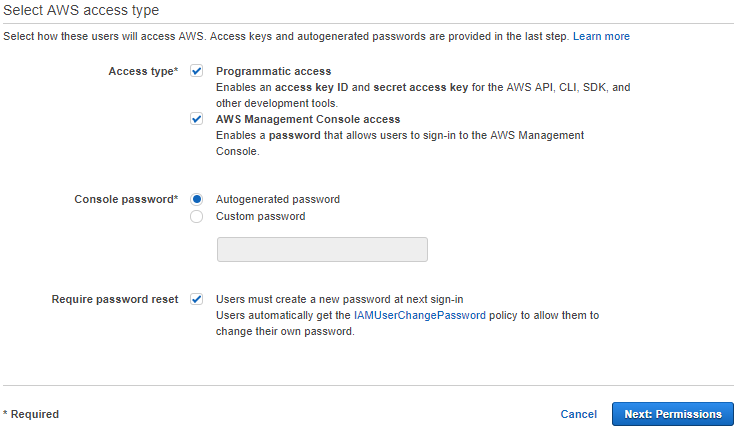 Select AWS access type
Select how these users will access AWS. Access keys and autogenerated passwords are provided in the last step. Learn more
Access type* Programmatic access
Enables an access key ID and secret access key for the AWS API, CLI, SDK, and
other development tools.
AWS Management Console access
Enables a password that allows users to sign-in to the AWS Management
Console.
Console password* Autogenerated password
Custom password
Require password reset Users must create a new password at next sign-in
Users automatically get the IAMUserChangePassword policy to allow them to
change their own password.
* Required Cancel Next: Permissions